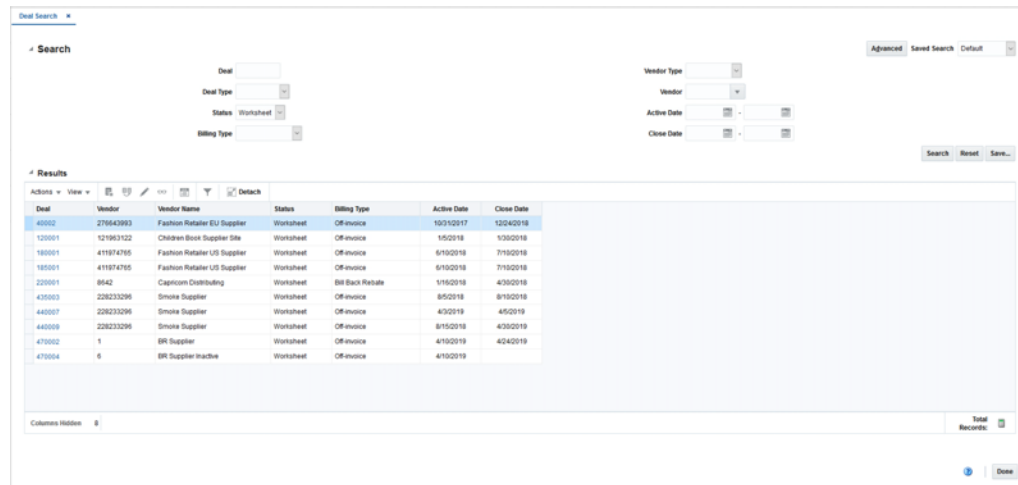 Deal Search ×
Search
Advanced Saved Search Default
Deal
Vendor Type
Deal Type
Vendor
Status Worksheet
Active Date -
Billing Type
Close Date -
Search Reset Save...
Results
Actions View Detach
Deal Vendor Vendor Name Status Billing Type Active Date Close Date
40002 276643993 Fashion Retailer EU Supplier Worksheet Off-invoice 10/31/2017 12/24/2018
120001 121963122 Children Book Supplier Site Worksheet Off-invoice 1/5/2018 1/30/2018
180001 411974765 Fashion Retailer US Supplier Worksheet Off-invoice 6/10/2018 7/10/2018
185001 411974765 Fashion Retailer US Supplier Worksheet Off-invoice 6/10/2018 7/10/2018
220001 8642 Capricorn Distributing Worksheet Bill Back Rebate 1/16/2018 4/30/2018
435003 228233296 Smoke Supplier Worksheet Off-invoice 8/5/2018 8/10/2018
440007 228233296 Smoke Supplier Worksheet Off-invoice 4/3/2019 4/5/2019
440009 228233296 Smoke Supplier Worksheet Off-invoice 8/15/2018 4/30/2019
470002 1 BR Supplier Worksheet Off-invoice 4/10/2019 4/24/2019
470004 6 BR Supplier Inactive Worksheet Off-invoice 4/10/2019
Columns Hidden 8
Total Records:
Done